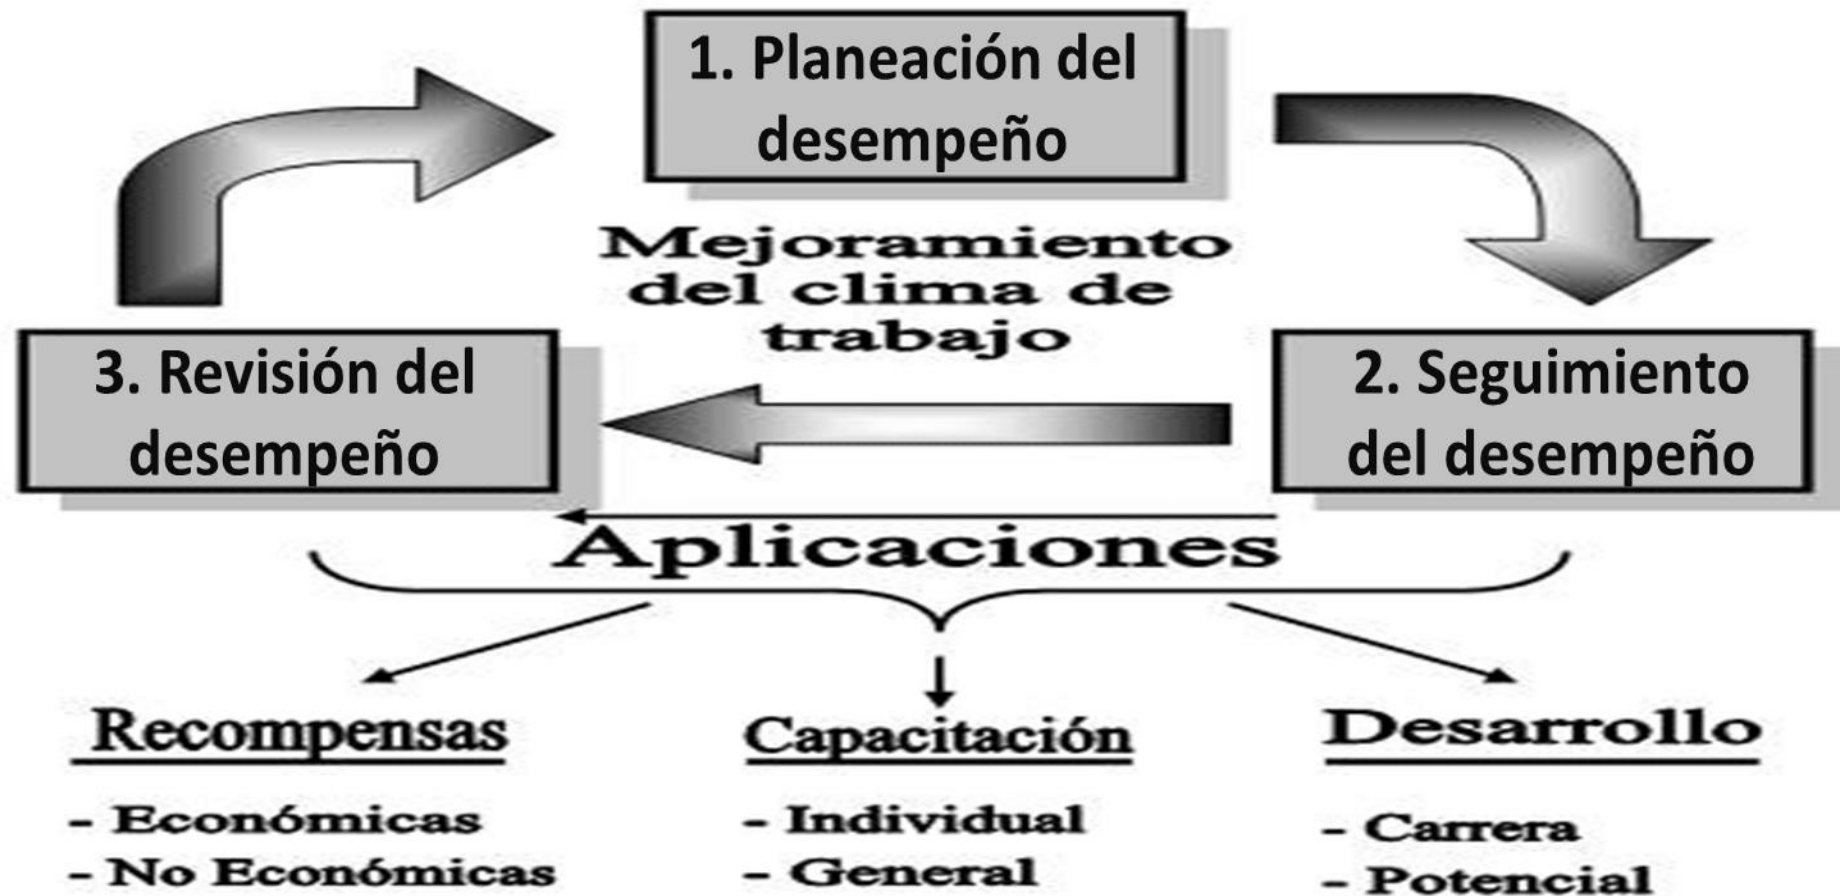 1. Planeación del
desempeño
Mejoramiento
del clima de
trabajo
3. Revisión del
desempeño
2. Seguimiento
del desempeño
Aplicaciones
Recompensas
- Económicas
- No Económicas
Capacitación
- Individual
- General
Desarrollo
- Carrera
- Potencial